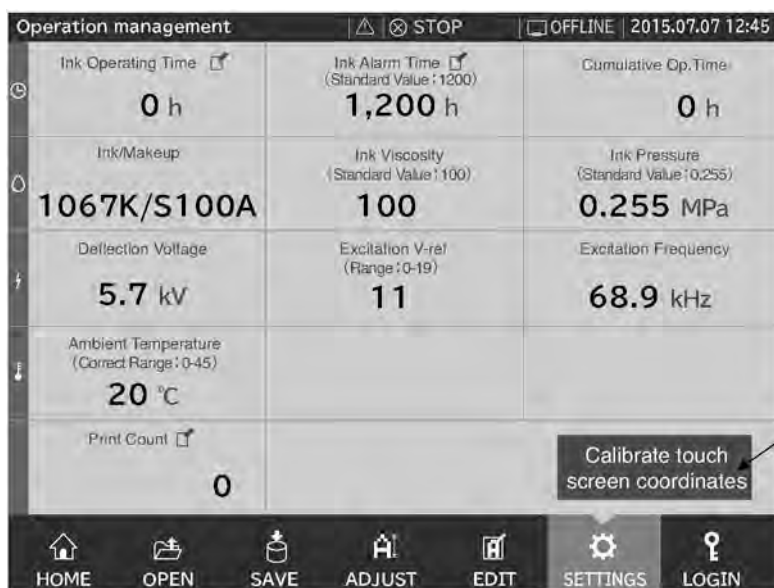 Operation management STOP OFFLINE 2015.07.07 12:45
Ink Operating Time Ink Alarm Time Cumulative Op.Time
(Standard Value:1200)
0 h 1,200 h 0 h
Ink/Makeup Ink Viscosity Ink Pressure
(Standard Value:100) (Standard Value:0.255)
1067K/S100A 100 0.255 MPa
Deflection Voltage Excitation V-ref Excitation Frequency
(Range:0-19)
5.7 kV 11 68.9 kHz
Ambient Temperature
(Correct Range:0-45)
20 ℃
Print Count
0
Calibrate touch
screen coordinates
HOME OPEN SAVE ADJUST EDIT SETTINGS LOGIN